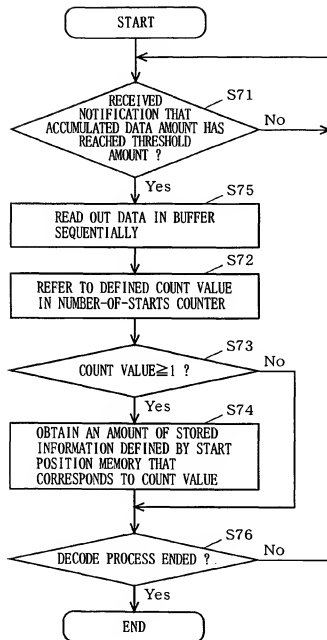 START
S71
RECEIVED
NOTIFICATION THAT
ACCUMULATED DATA AMOUNT HAS
REACHED THRESHOLD
AMOUNT ?
No
Yes
S75
READ OUT DATA IN BUFFER
SEQUENTIALLY
S72
REFER TO DEFINED COUNT VALUE
IN NUMBER-OF-STARTS COUNTER
S73
COUNT VALUE≧1 ?
No
Yes
S74
OBTAIN AN AMOUNT OF STORED
INFORMATION DEFINED BY START
POSITION MEMORY THAT
CORRESPONDS TO COUNT VALUE
S76
DECODE PROCESS ENDED ?
No
Yes
END